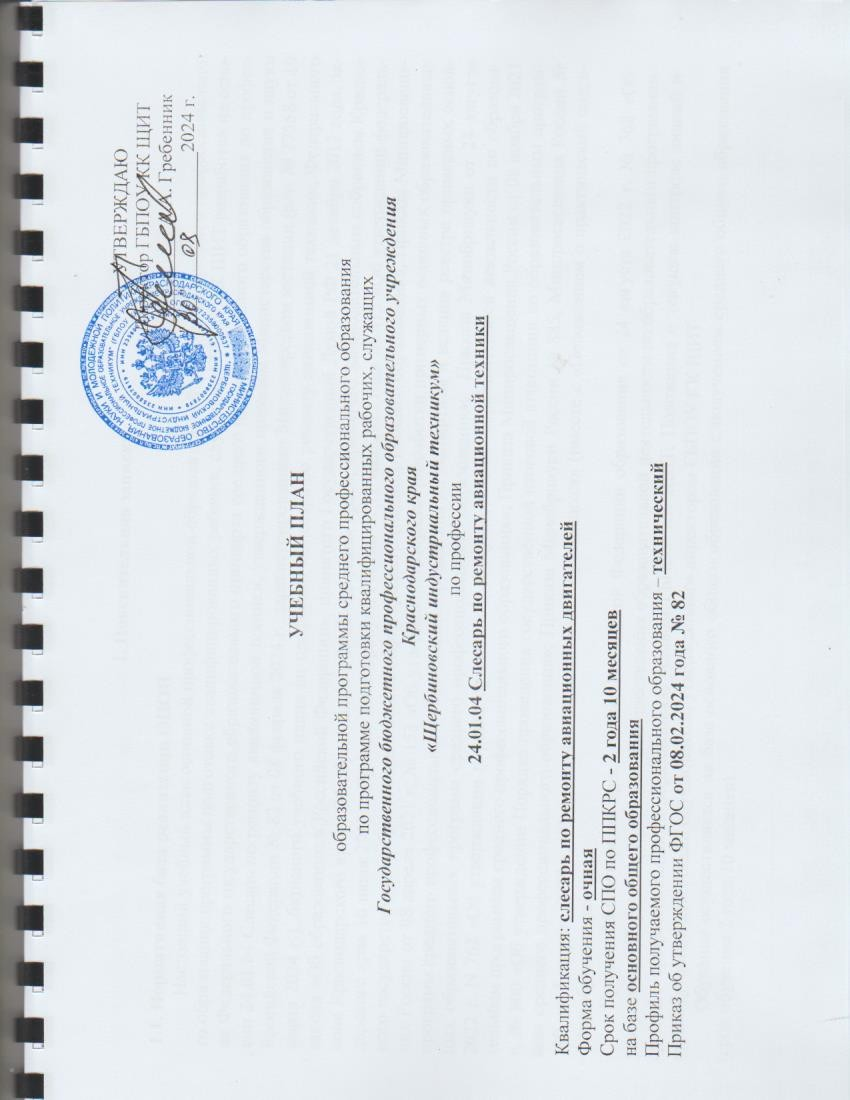 УТВЕРЖДАЮ
ГБПОУ КК ЩИТ
Гребенник
30 08 2024 г.
УЧЕБНЫЙ ПЛАН
образовательной программы среднего профессионального образования
по программе подготовки квалифицированных рабочих, служащих
Государственного бюджетного профессионального образовательного учреждения
Краснодарского края
«Щербиновский индустриальный техникум»
по профессии
24.01.04 Слесарь по ремонту авиационной техники
Квалификация: слесарь по ремонту авиационных двигателей
Форма обучения - очная
Срок получения СПО по ППКРС - 2 года 10 месяцев
на базе основного общего образования
Профиль получаемого профессионального образования – технический
Приказ об утверждении ФГОС от 08.02.2024 года № 82